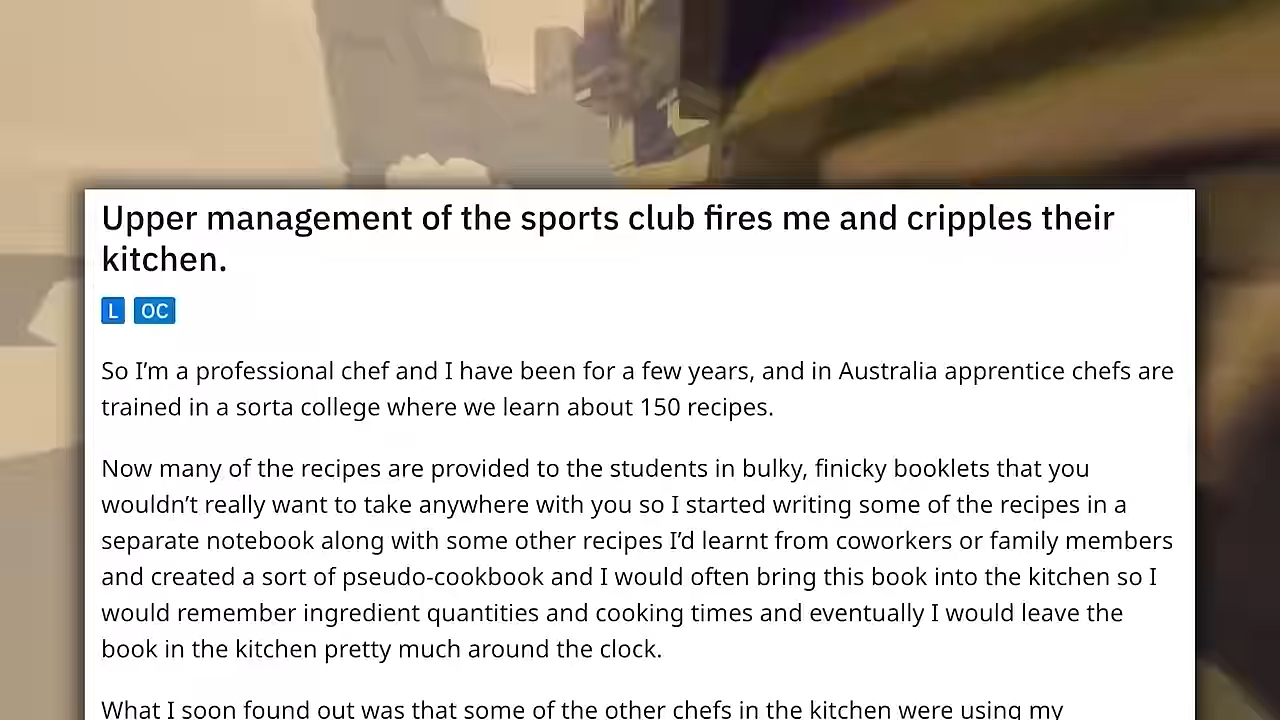 Upper management of the sports club fires me and cripples their
kitchen.
L OC
So I’m a professional chef and I have been for a few years, and in Australia apprentice chefs are
trained in a sorta college where we learn about 150 recipes.
Now many of the recipes are provided to the students in bulky, finicky booklets that you
wouldn’t really want to take anywhere with you so I started writing some of the recipes in a
separate notebook along with some other recipes I’d learnt from coworkers or family members
and created a sort of pseudo-cookbook and I would often bring this book into the kitchen so I
would remember ingredient quantities and cooking times and eventually I would leave the
book in the kitchen pretty much around the clock.
What I soon found out was that some of the other chefs in the kitchen were using my